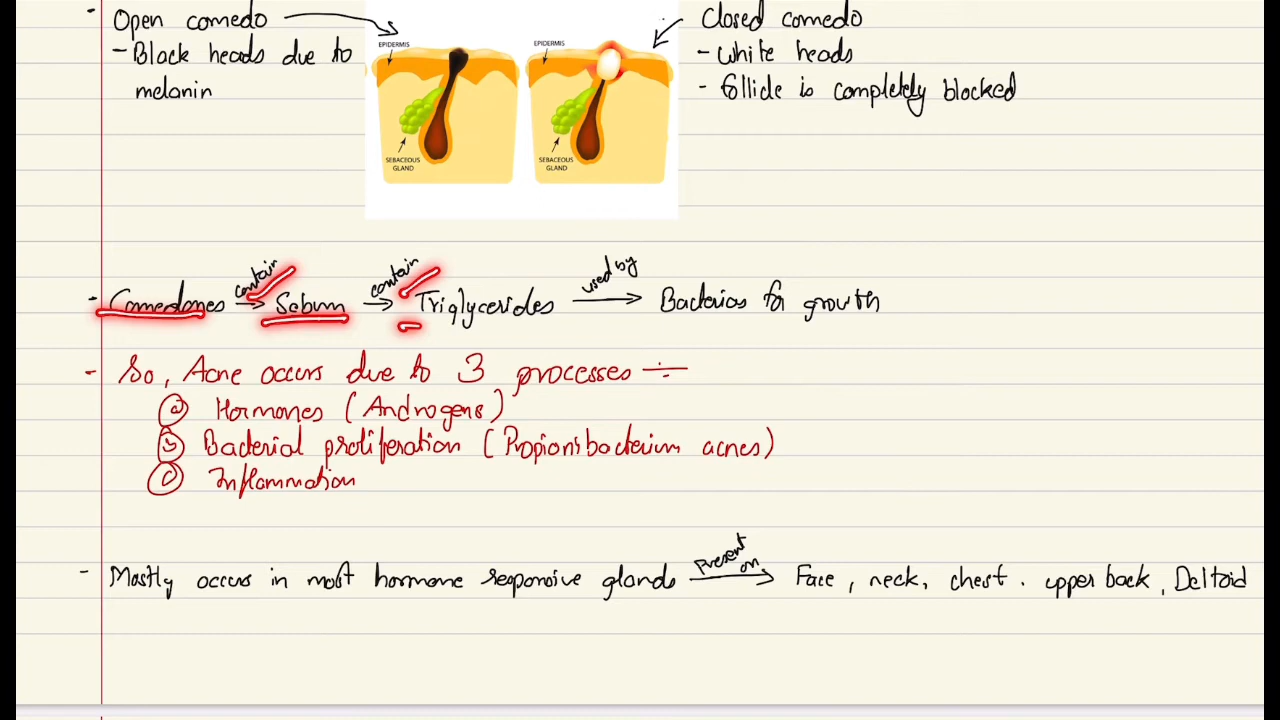 - Open comedo
- Black heads due to
melanin
EPIDERMIS
SEBACEOUS
GLAND
EPIDERMIS
SEBACEOUS
GLAND
Closed comedo
- White heads
- Follicle is completely blocked
- Comedones contain → Sebum contain → Triglycerides used by → Bacterias for growth
- So, Acne occurs due to 3 processes ÷
ⓐ Hormones (Androgens)
ⓑ Bacterial proliferation (Propionibacterium acnes)
ⓒ Inflammation
- Mostly occurs in most hormone responsive glands present on → Face, neck, chest. upper back, Deltoid